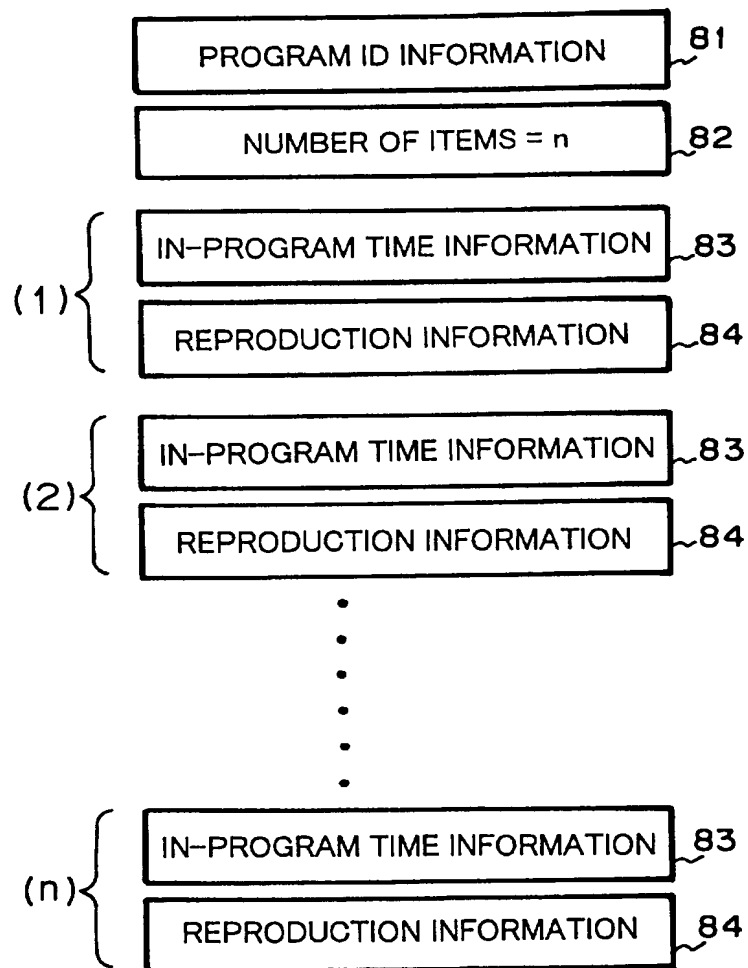 PROGRAM ID INFORMATION 81
NUMBER OF ITEMS = n 82
(1)
IN-PROGRAM TIME INFORMATION 83
REPRODUCTION INFORMATION 84
(2)
IN-PROGRAM TIME INFORMATION 83
REPRODUCTION INFORMATION 84
(n)
IN-PROGRAM TIME INFORMATION 83
REPRODUCTION INFORMATION 84